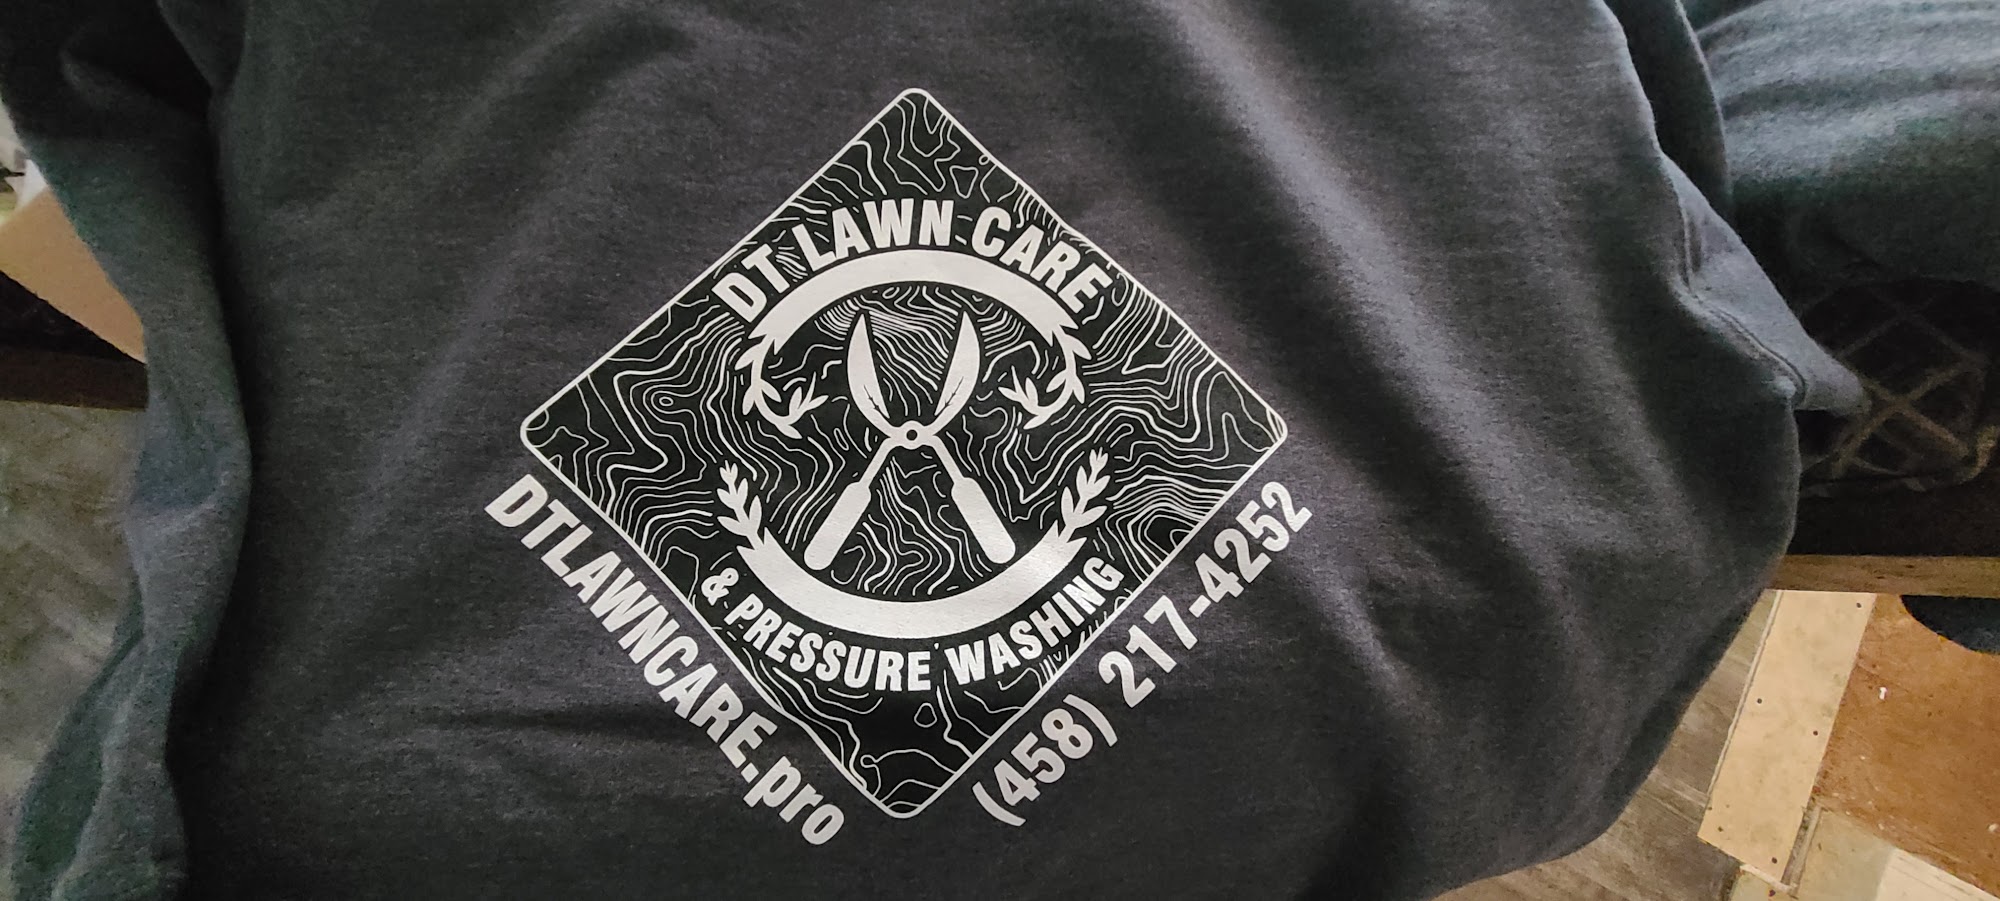 DT LAWN CARE
& PRESSURE WASHING
DTLAWNCARE.pro
(458) 217-4252